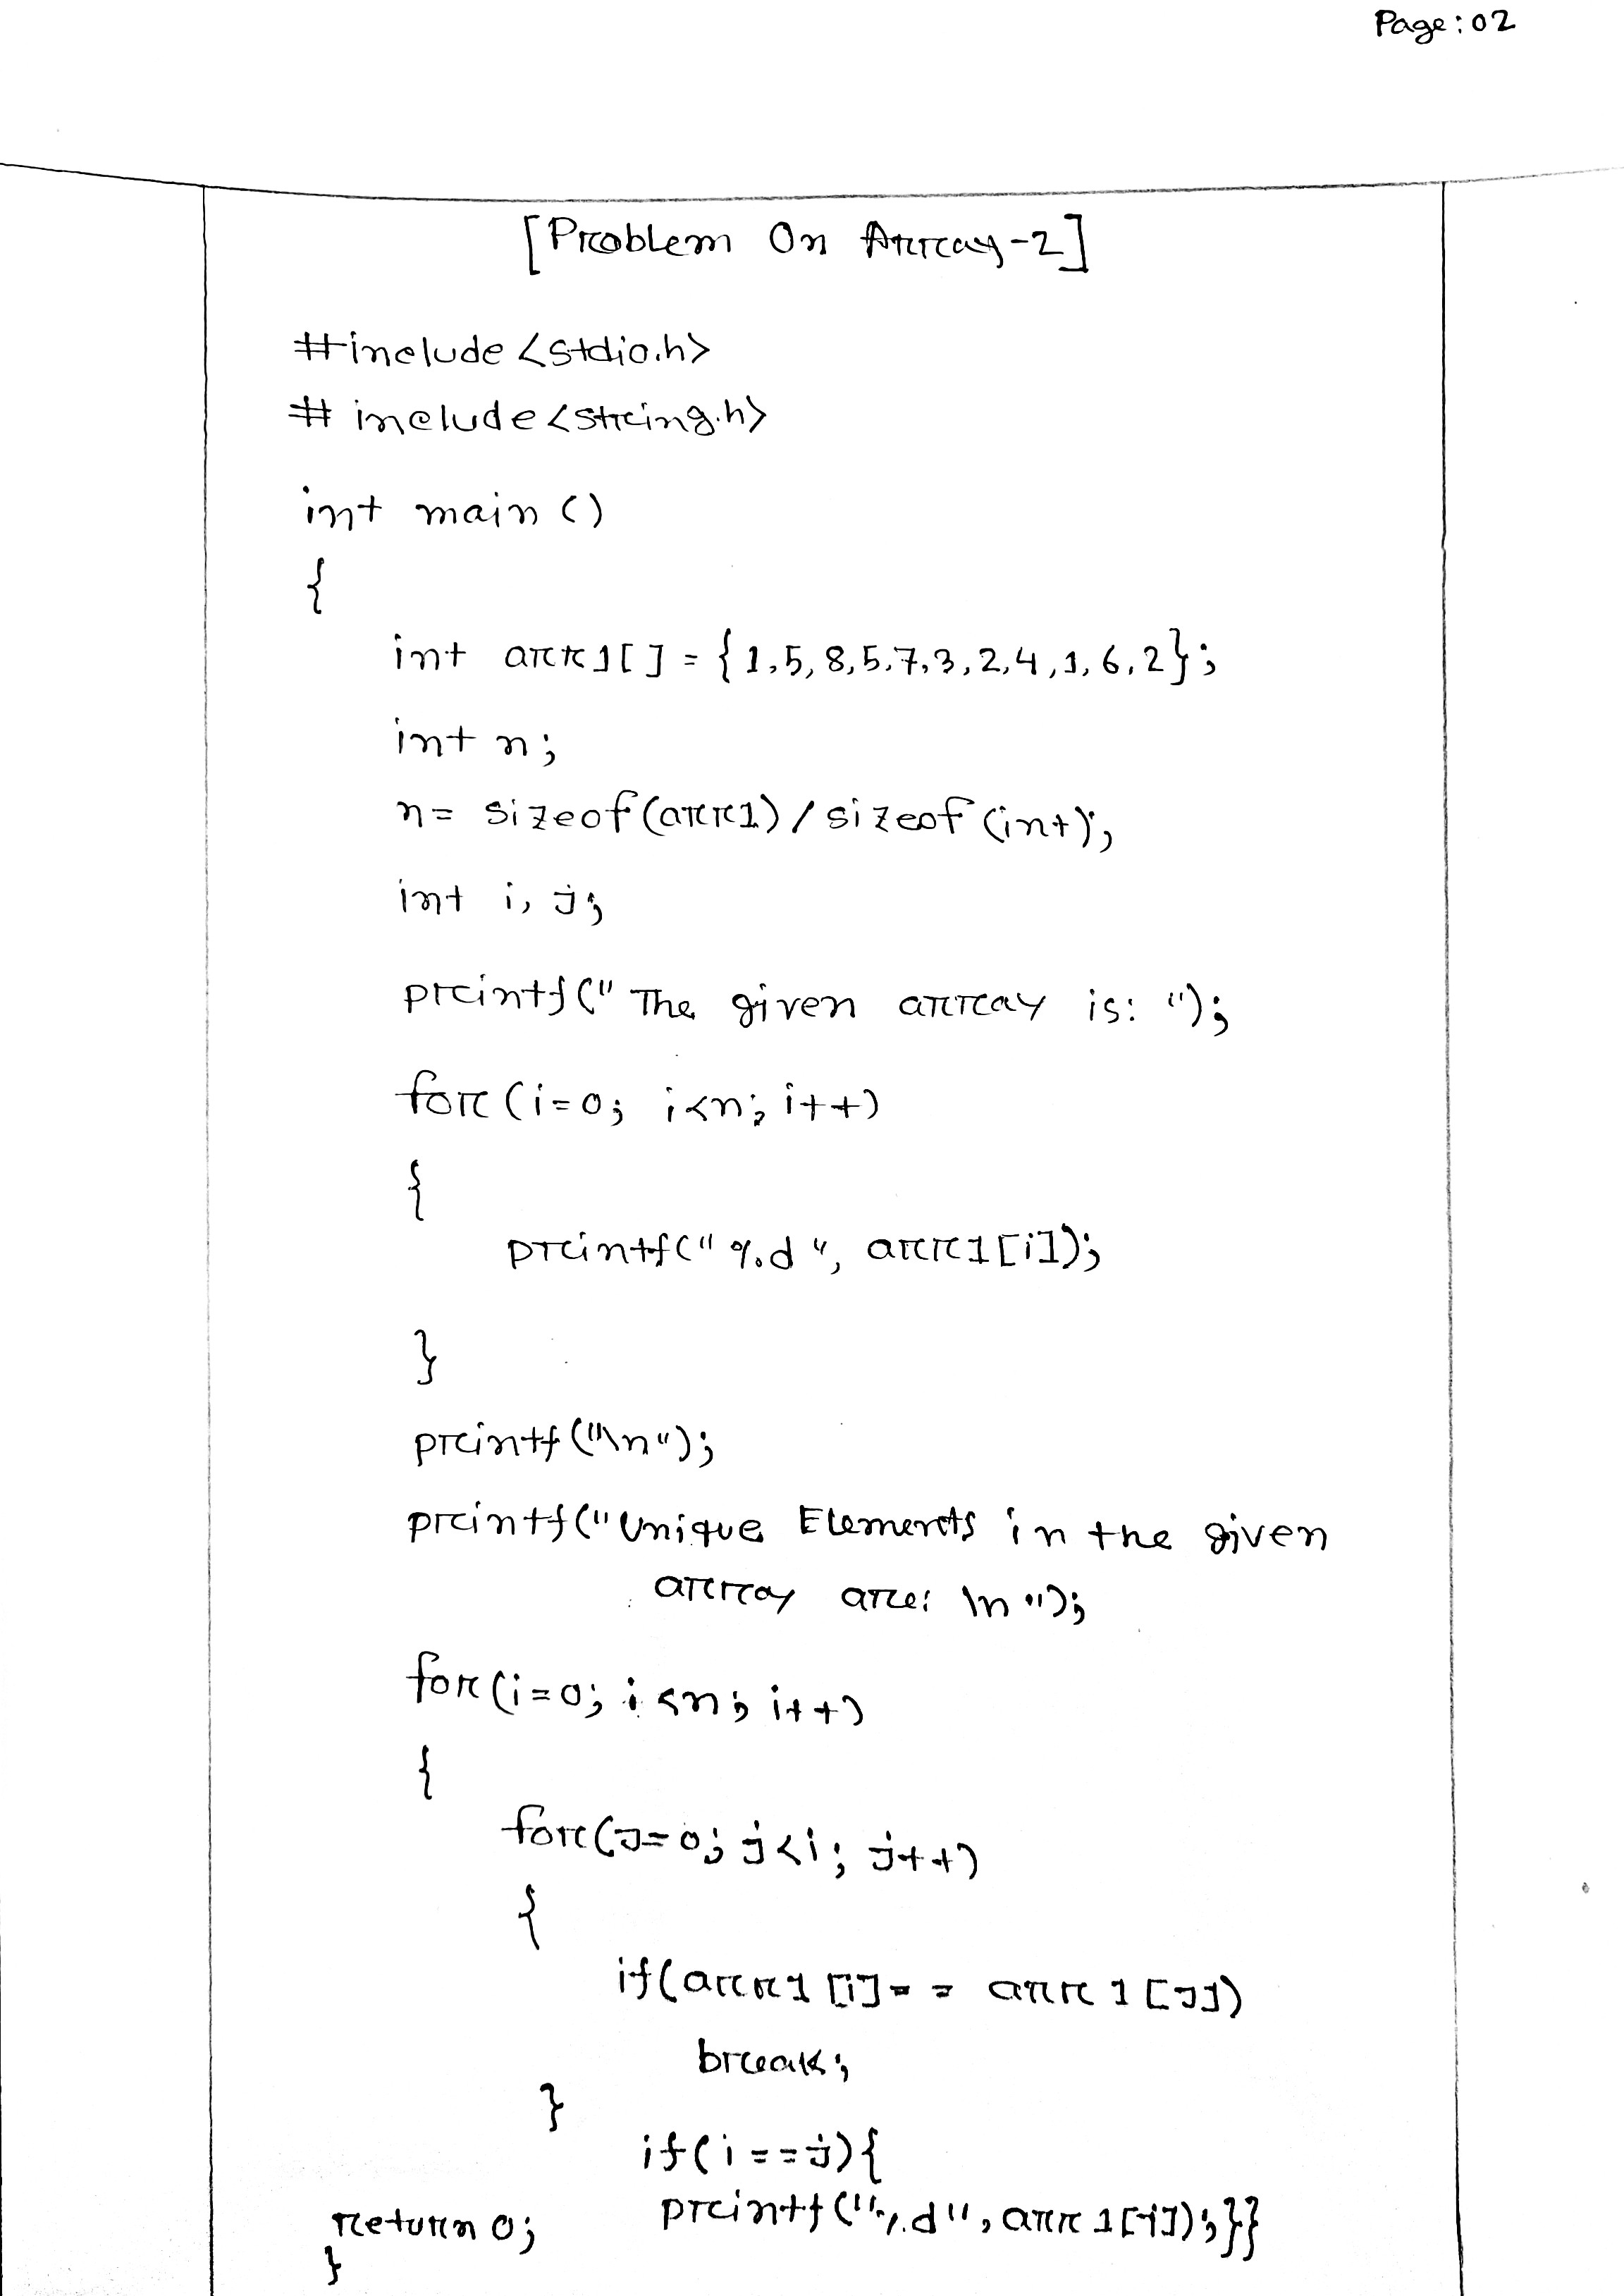 Page: 02
[Problem On Array-2]
#include <stdio.h>
# include <string.h>
int main ()
{
int arr1[] = {1,5,8,5,7,3,2,4,1,6,2};
int n;
n= sizeof(arr1)/sizeof(int);
int i, j;
printf(" The given array is: ");
for (i=0; i<n; i++)
{
printf(" %d ", arr1[i]);
}
printf("\n");
printf("Unique Elements in the given
array are: \n ");
for(i=0; i<n; i++)
{
for(J=0; j<i; j++)
{
if(arr1[i]== arr1[J])
break;
}
if(i==j){
printf("%d", arr1[i]);}}
return 0;
}